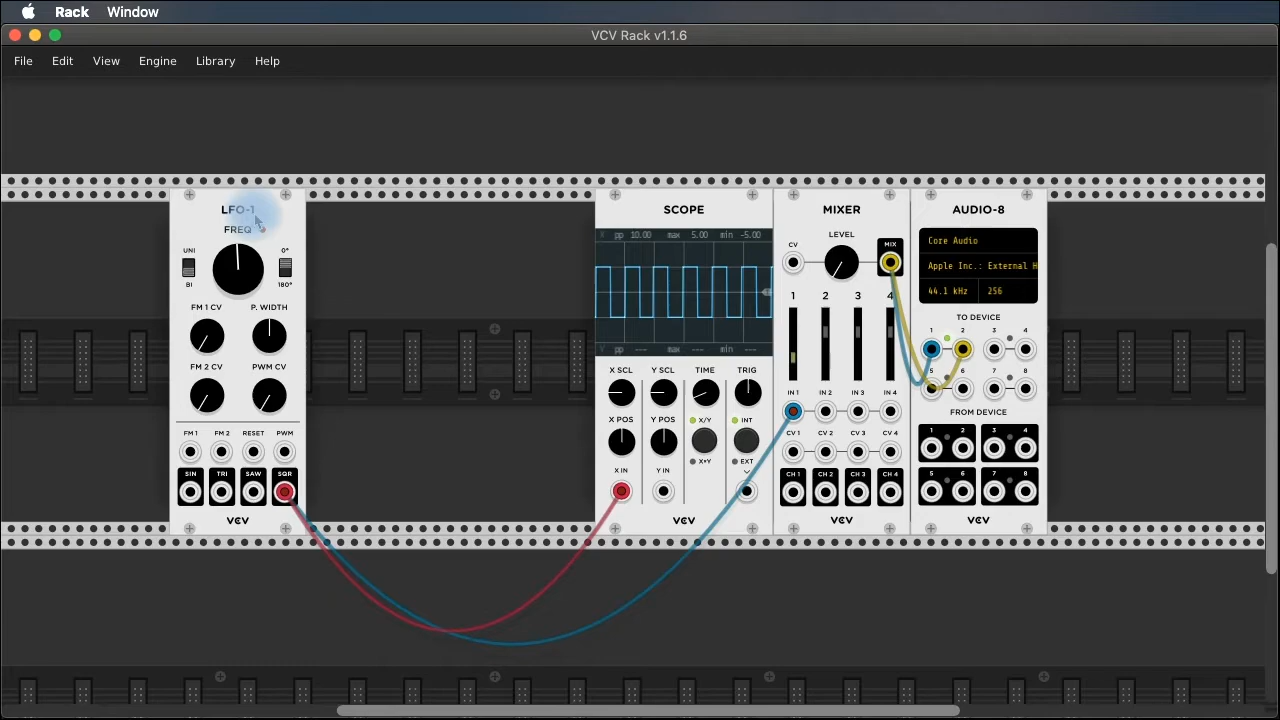 Rack Window
VCV Rack v1.1.6
File Edit View Engine Library Help
LFO-1
FREQ
UNI
BI
0°
180°
FM 1 CV P. WIDTH
FM 2 CV PWM CV
FM 1 FM 2 RESET PWM
SIN TRI SAW SQR
VCV
SCOPE
X pp 10.00 max 5.00 min -5.00
Y pp --- max --- min ---
X SCL Y SCL TIME TRIG
X POS Y POS X/Y INT
X×Y EXT
X IN Y IN
VCV
MIXER
LEVEL
CV MIX
1 2 3 4
IN 1 IN 2 IN 3 IN 4
CV 1 CV 2 CV 3 CV 4
CH 1 CH 2 CH 3 CH 4
VCV
AUDIO-8
Core Audio
Apple Inc.: External H
44.1 kHz 256
TO DEVICE
1 2 3 4
5 6 7 8
FROM DEVICE
1 2 3 4
5 6 7 8
VCV